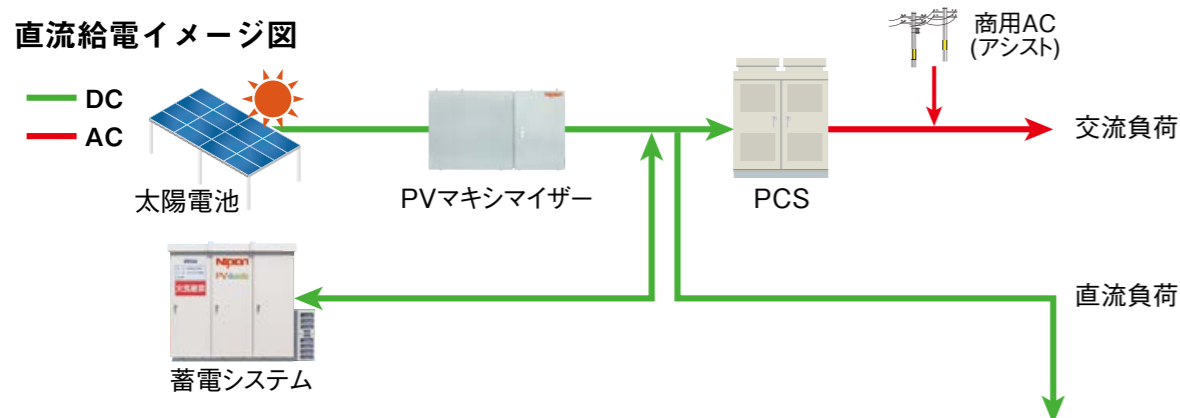 直流給電イメージ図
DC
AC
太陽電池
PVマキシマイザー
PCS
商用AC
(アシスト)
交流負荷
直流負荷
Nipron
蓄電システム